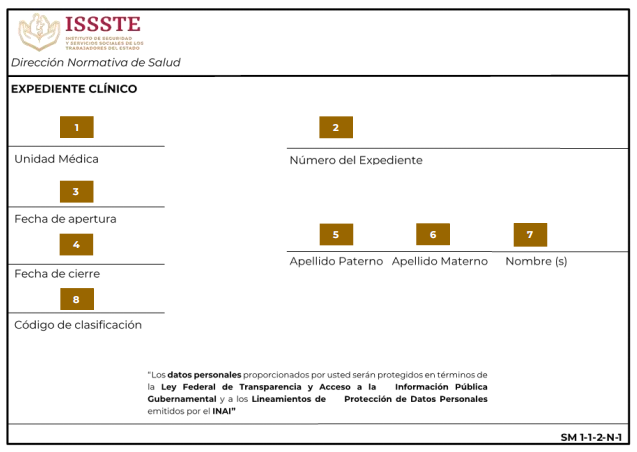 ISSSTE
INSTITUTO DE SEGURIDAD
Y SERVICIOS SOCIALES DE LOS
TRABAJADORES DEL ESTADO
Dirección Normativa de Salud
EXPEDIENTE CLÍNICO
1
2
Unidad Médica
Número del Expediente
3
Fecha de apertura
4
5
6
7
Apellido Paterno Apellido Materno Nombre (s)
Fecha de cierre
8
Código de clasificación
"Los datos personales proporcionados por usted serán protegidos en términos de
la Ley Federal de Transparencia y Acceso a la Información Pública
Gubernamental y a los Lineamientos de Protección de Datos Personales
emitidos por el INAI"
SM 1-1-2-N-1